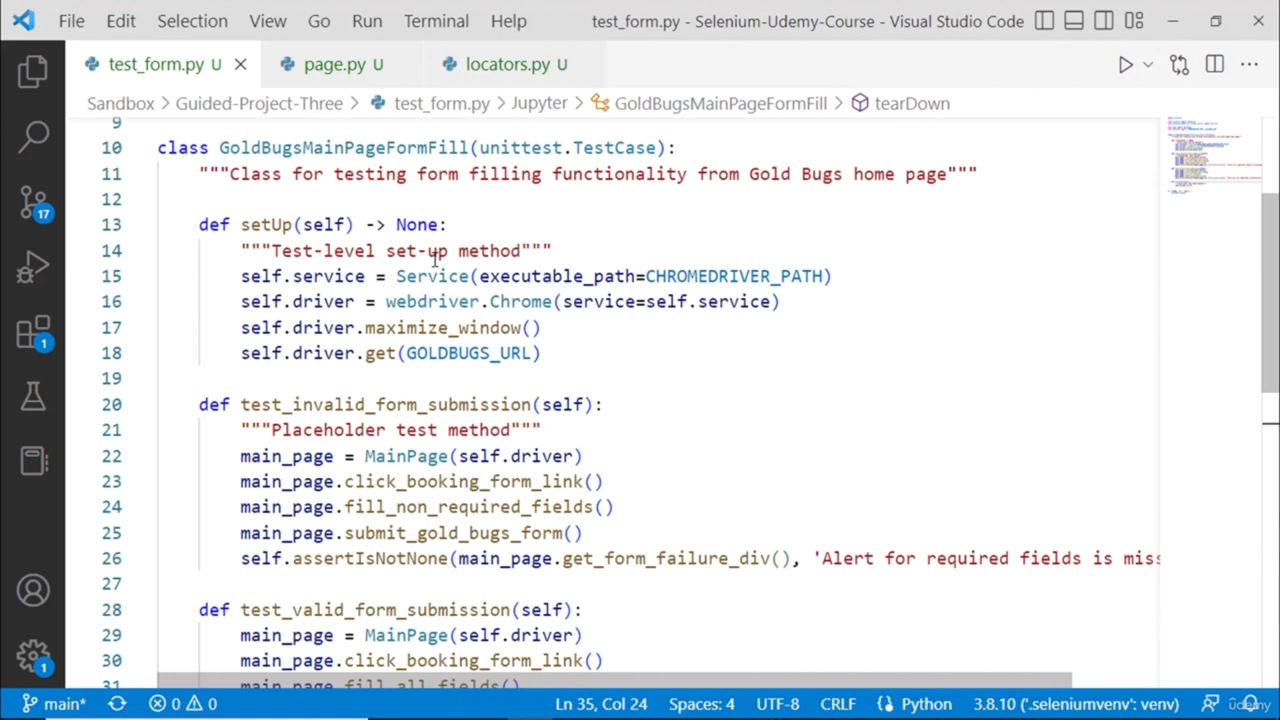 File Edit Selection View Go Run Terminal Help test_form.py - Selenium-Udemy-Course - Visual Studio Code
test_form.py U page.py U locators.py U
Sandbox > Guided-Project-Three > test_form.py > Jupyter > GoldBugsMainPageFormFill > tearDown
9
10 class GoldBugsMainPageFormFill(unittest.TestCase):
11 """Class for testing form filling functionality from Gold Bugs home page"""
12
13 def setUp(self) -> None:
14 """Test-level set-up method"""
15 self.service = Service(executable_path=CHROMEDRIVER_PATH)
16 self.driver = webdriver.Chrome(service=self.service)
17 self.driver.maximize_window()
18 self.driver.get(GOLDBUGS_URL)
19
20 def test_invalid_form_submission(self):
21 """Placeholder test method"""
22 main_page = MainPage(self.driver)
23 main_page.click_booking_form_link()
24 main_page.fill_non_required_fields()
25 main_page.submit_gold_bugs_form()
26 self.assertIsNotNone(main_page.get_form_failure_div(), 'Alert for required fields is miss
27
28 def test_valid_form_submission(self):
29 main_page = MainPage(self.driver)
30 main_page.click_booking_form_link()
31 main_page.fill_all_fields()
17
1
1
main* 0 0 Ln 35, Col 24 Spaces: 4 UTF-8 CRLF Python 3.8.10 ('.seleniumvenv': venv)
udemy